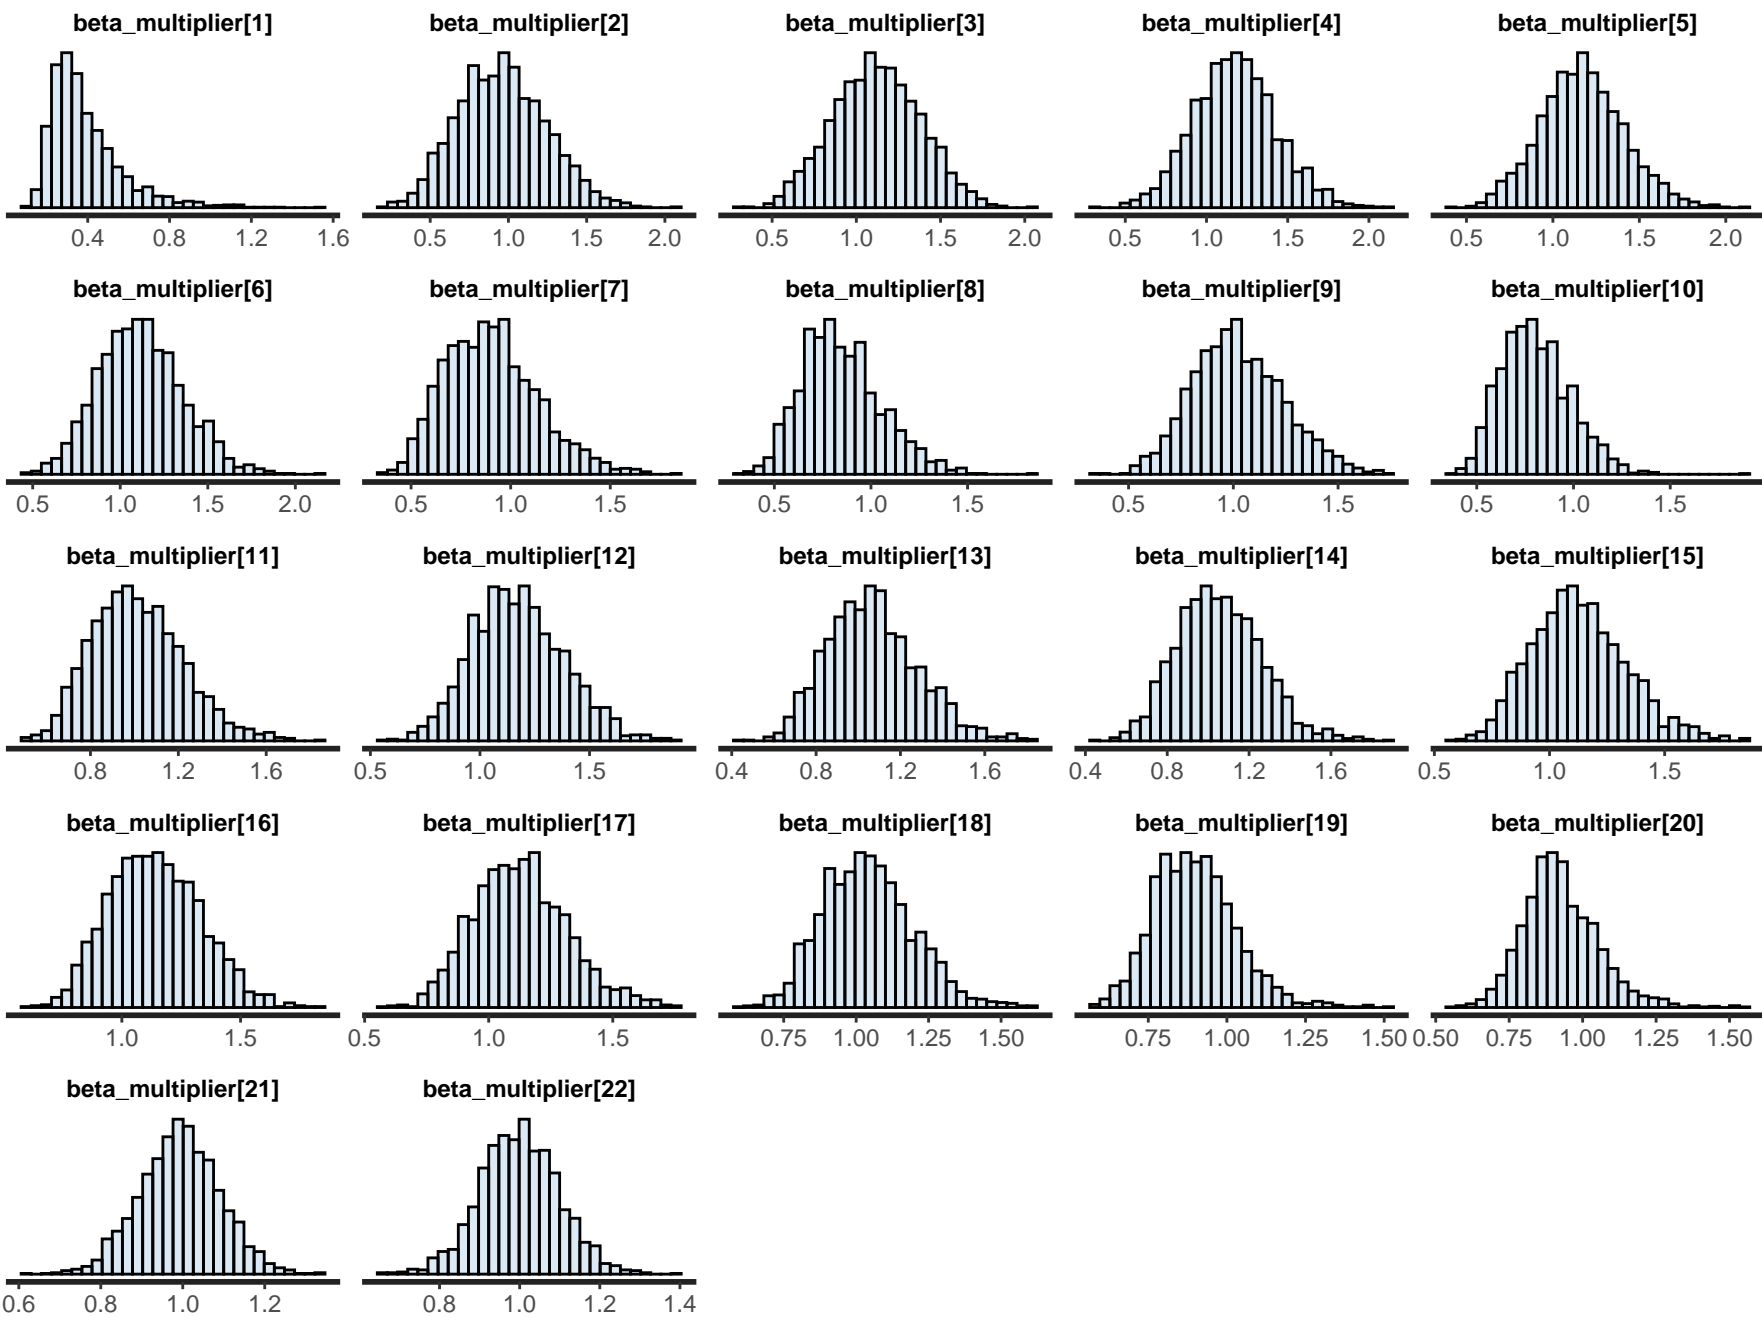 beta_multiplier[1] beta_multiplier[2] beta_multiplier[3] beta_multiplier[4] beta_multiplier[5]
0.4 0.8 1.2 1.6 0.5 1.0 1.5 2.0 0.5 1.0 1.5 2.0 0.5 1.0 1.5 2.0 0.5 1.0 1.5 2.0
beta_multiplier[6] beta_multiplier[7] beta_multiplier[8] beta_multiplier[9] beta_multiplier[10]
0.5 1.0 1.5 2.0 0.5 1.0 1.5 0.5 1.0 1.5 0.5 1.0 1.5 0.5 1.0 1.5
beta_multiplier[11] beta_multiplier[12] beta_multiplier[13] beta_multiplier[14] beta_multiplier[15]
0.8 1.2 1.6 0.5 1.0 1.5 0.4 0.8 1.2 1.6 0.4 0.8 1.2 1.6 0.5 1.0 1.5
beta_multiplier[16] beta_multiplier[17] beta_multiplier[18] beta_multiplier[19] beta_multiplier[20]
1.0 1.5 0.5 1.0 1.5 0.75 1.00 1.25 1.50 0.75 1.00 1.25 1.50 0.50 0.75 1.00 1.25 1.50
beta_multiplier[21] beta_multiplier[22]
0.6 0.8 1.0 1.2 0.8 1.0 1.2 1.4